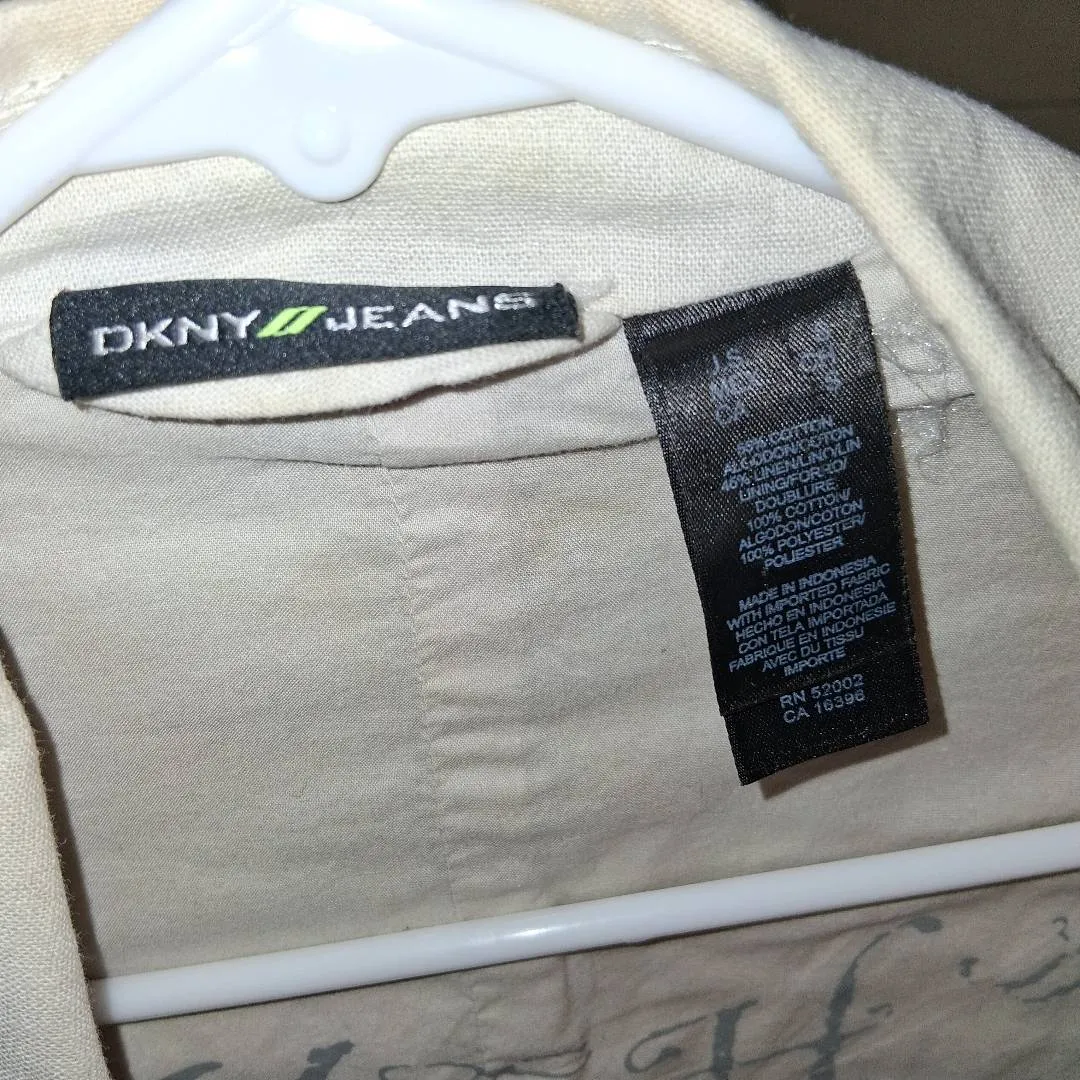 DKNY JEANS
COTTON
ALGODON/COTON
LINEN/LINO/LIN
LINING/FORRO/
DOUBLURE
100% COTTON/
ALGODON/COTON
100% POLYESTER/
POLIESTER
MADE IN INDONESIA
WITH IMPORTED FABRIC
HECHO EN INDONESIA
CON TELA IMPORTADA
FABRIQUE EN INDONESIE
AVEC DU TISSU
IMPORTE
RN 52002
CA 16396